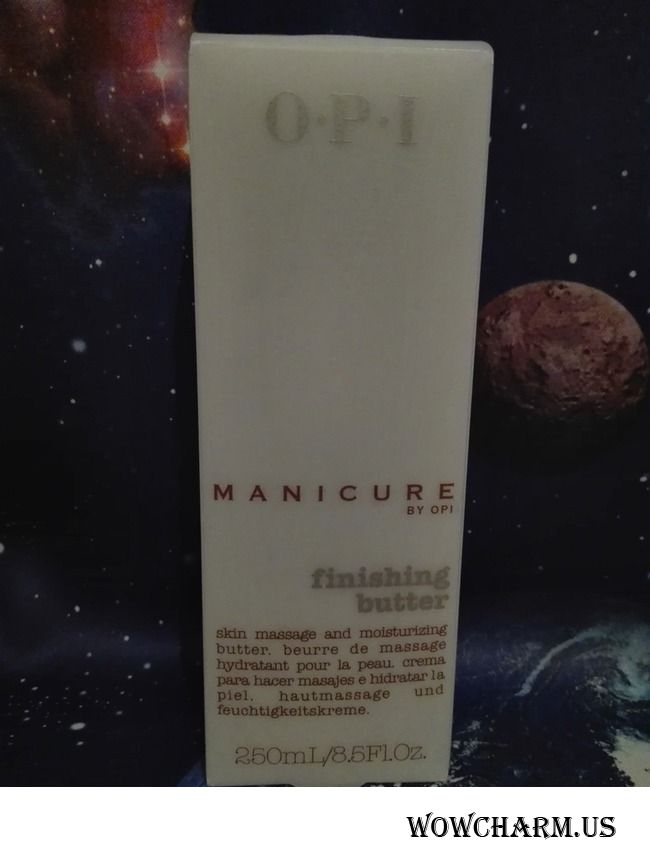 O·P·I
MANICURE
BY OPI
finishing
butter
skin massage and moisturizing
butter. beurre de massage
hydratant pour la peau. crema
para hacer masajes e hidratar la
piel. hautmassage und
feuchtigkeitskreme.
250mL/8.5Fl.Oz.
WOWCHARM.US